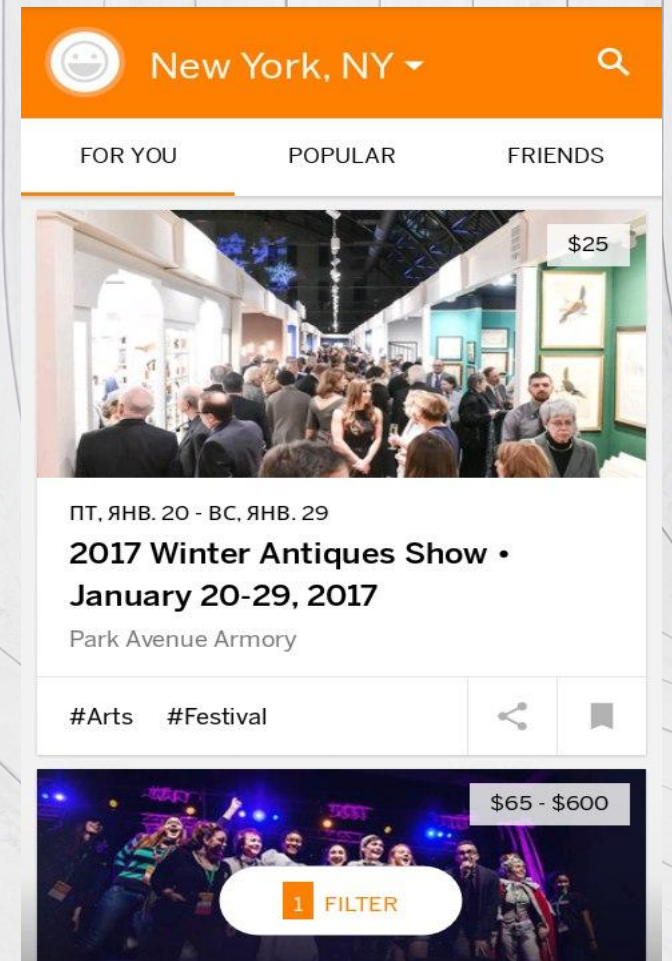 New York, NY
FOR YOU POPULAR FRIENDS
$25
ПТ, ЯНВ. 20 - ВС, ЯНВ. 29
2017 Winter Antiques Show •
January 20-29, 2017
Park Avenue Armory
#Arts #Festival
$65 - $600
1 FILTER